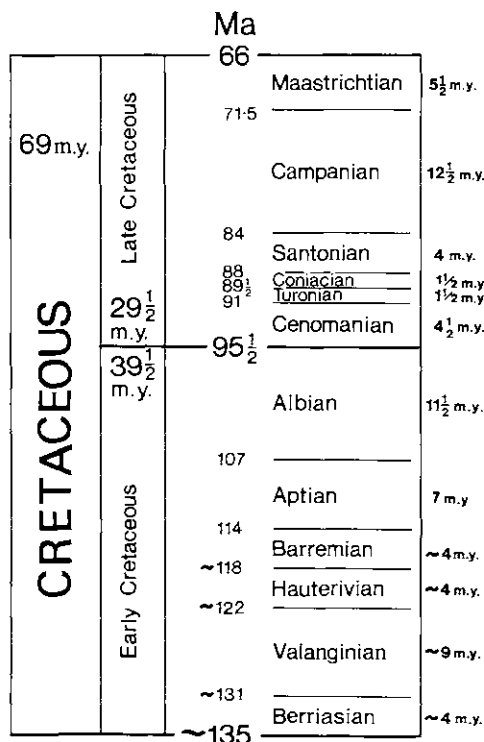 Ma
66
Maastrichtian 5½ m.y.
71·5
69 m.y.
Late Cretaceous
Campanian 12½ m.y.
84
Santonian 4 m.y.
88
Coniacian 1½ m.y
89½
Turonian 1½ m.y
91
29½ m.y.
Cenomanian 4½ m.y.
95½
39½ m.y.
CRETACEOUS
Albian 11½ m.y.
107
Aptian 7 m.y
114
Early Cretaceous
Barremian ~4 m.y.
~118
Hauterivian ~4 m.y.
~122
Valanginian ~9 m.y.
~131
Berriasian ~4 m.y.
~135